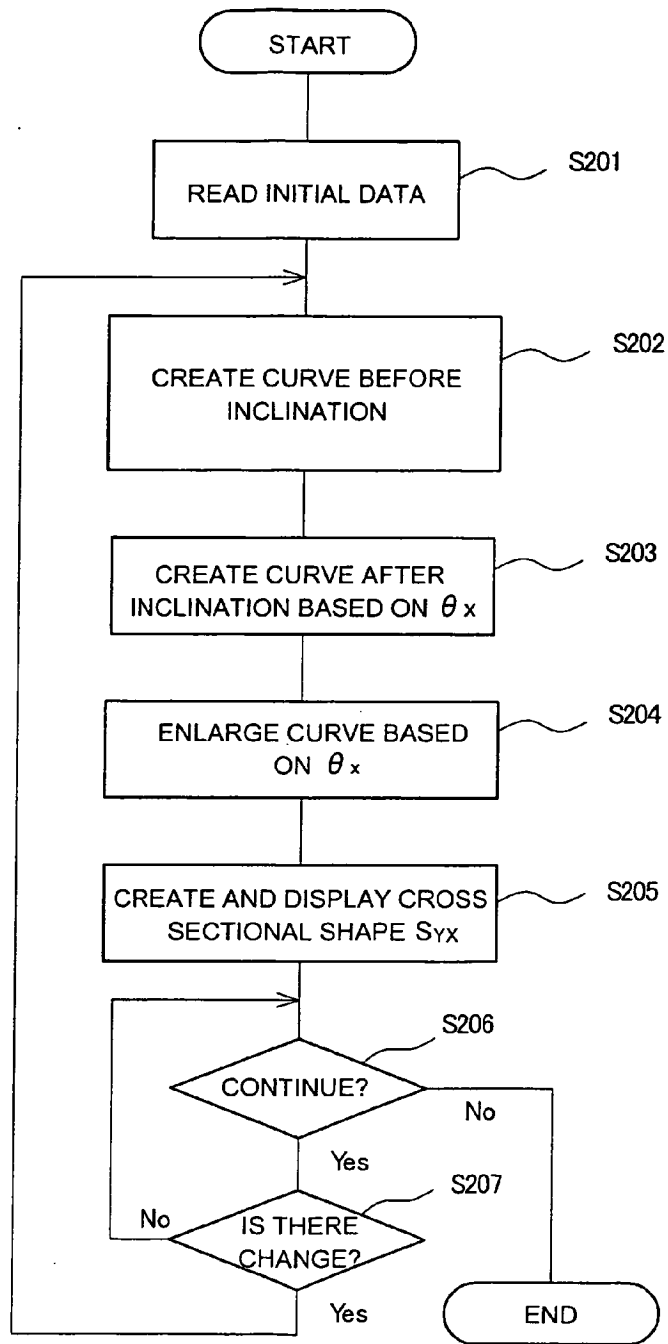 START
S201
READ INITIAL DATA
S202
CREATE CURVE BEFORE
INCLINATION
S203
CREATE CURVE AFTER
INCLINATION BASED ON θx
S204
ENLARGE CURVE BASED
ON θx
S205
CREATE AND DISPLAY CROSS
SECTIONAL SHAPE SYX
S206
CONTINUE?
No
Yes
S207
No
IS THERE
CHANGE?
Yes
END